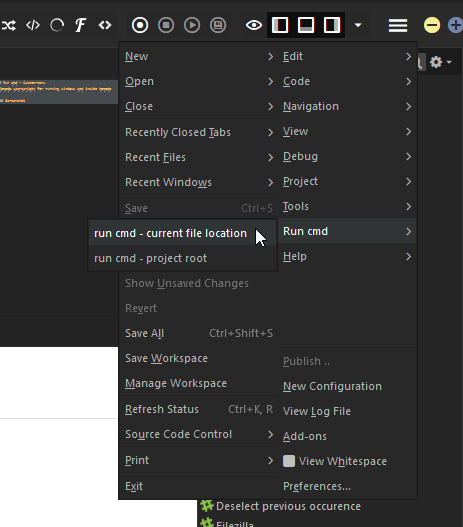 New
Edit
Open
Code
Close
Navigation
Recently Closed Tabs
View
Recent Files
Debug
Recent Windows
Project
Save Ctrl+S
Tools
run cmd - current file location
Run cmd
run cmd - project root
Help
Show Unsaved Changes
Revert
Save All Ctrl+Shift+S
Save Workspace
Publish ..
Manage Workspace
New Configuration
Refresh Status Ctrl+K, R
View Log File
Source Code Control
Add-ons
Print
View Whitespace
Exit
Preferences...
Deselect previous occurence
Filezilla